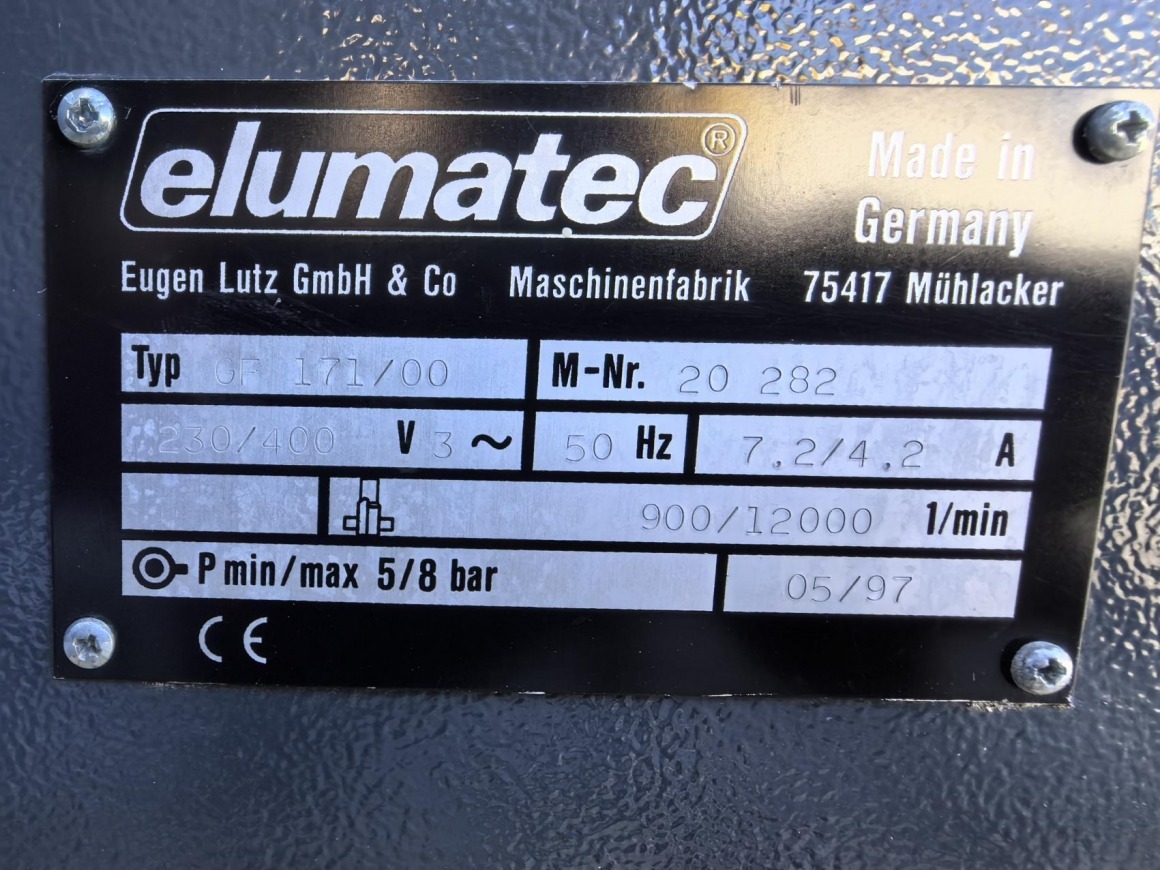 elumatec®
Made in
Germany
Eugen Lutz GmbH & Co Maschinenfabrik 75417 Mühlacker
Typ GF 171/00 M-Nr. 20 282
230/400 V 3 ~ 50 Hz 7.2/4.2 A
900/12000 1/min
P min/max 5/8 bar 05/97
CE